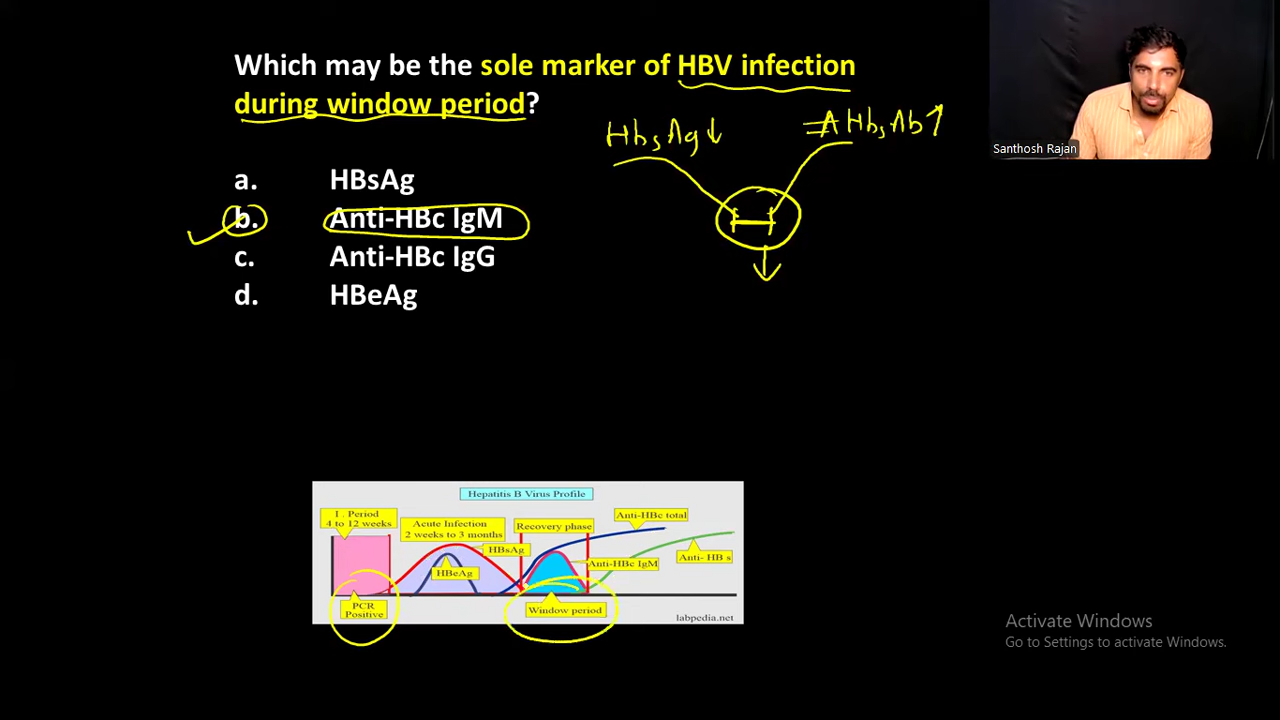 Which may be the sole marker of HBV infection
during window period?
HbsAg↓
AHbsAb↑
Santhosh Rajan
a. HBsAg
b. Anti-HBc IgM
c. Anti-HBc IgG
d. HBeAg
Hepatitis B Virus Profile
I . Period
4 to 12 weeks
Acute Infection
2 weeks to 3 months
Recovery phase
Anti-HBc total
HBsAg
Anti- HB s
HBeAg
Anti-HBc IgM
PCR
Positive
Window period
labpedia.net
Activate Windows
Go to Settings to activate Windows.